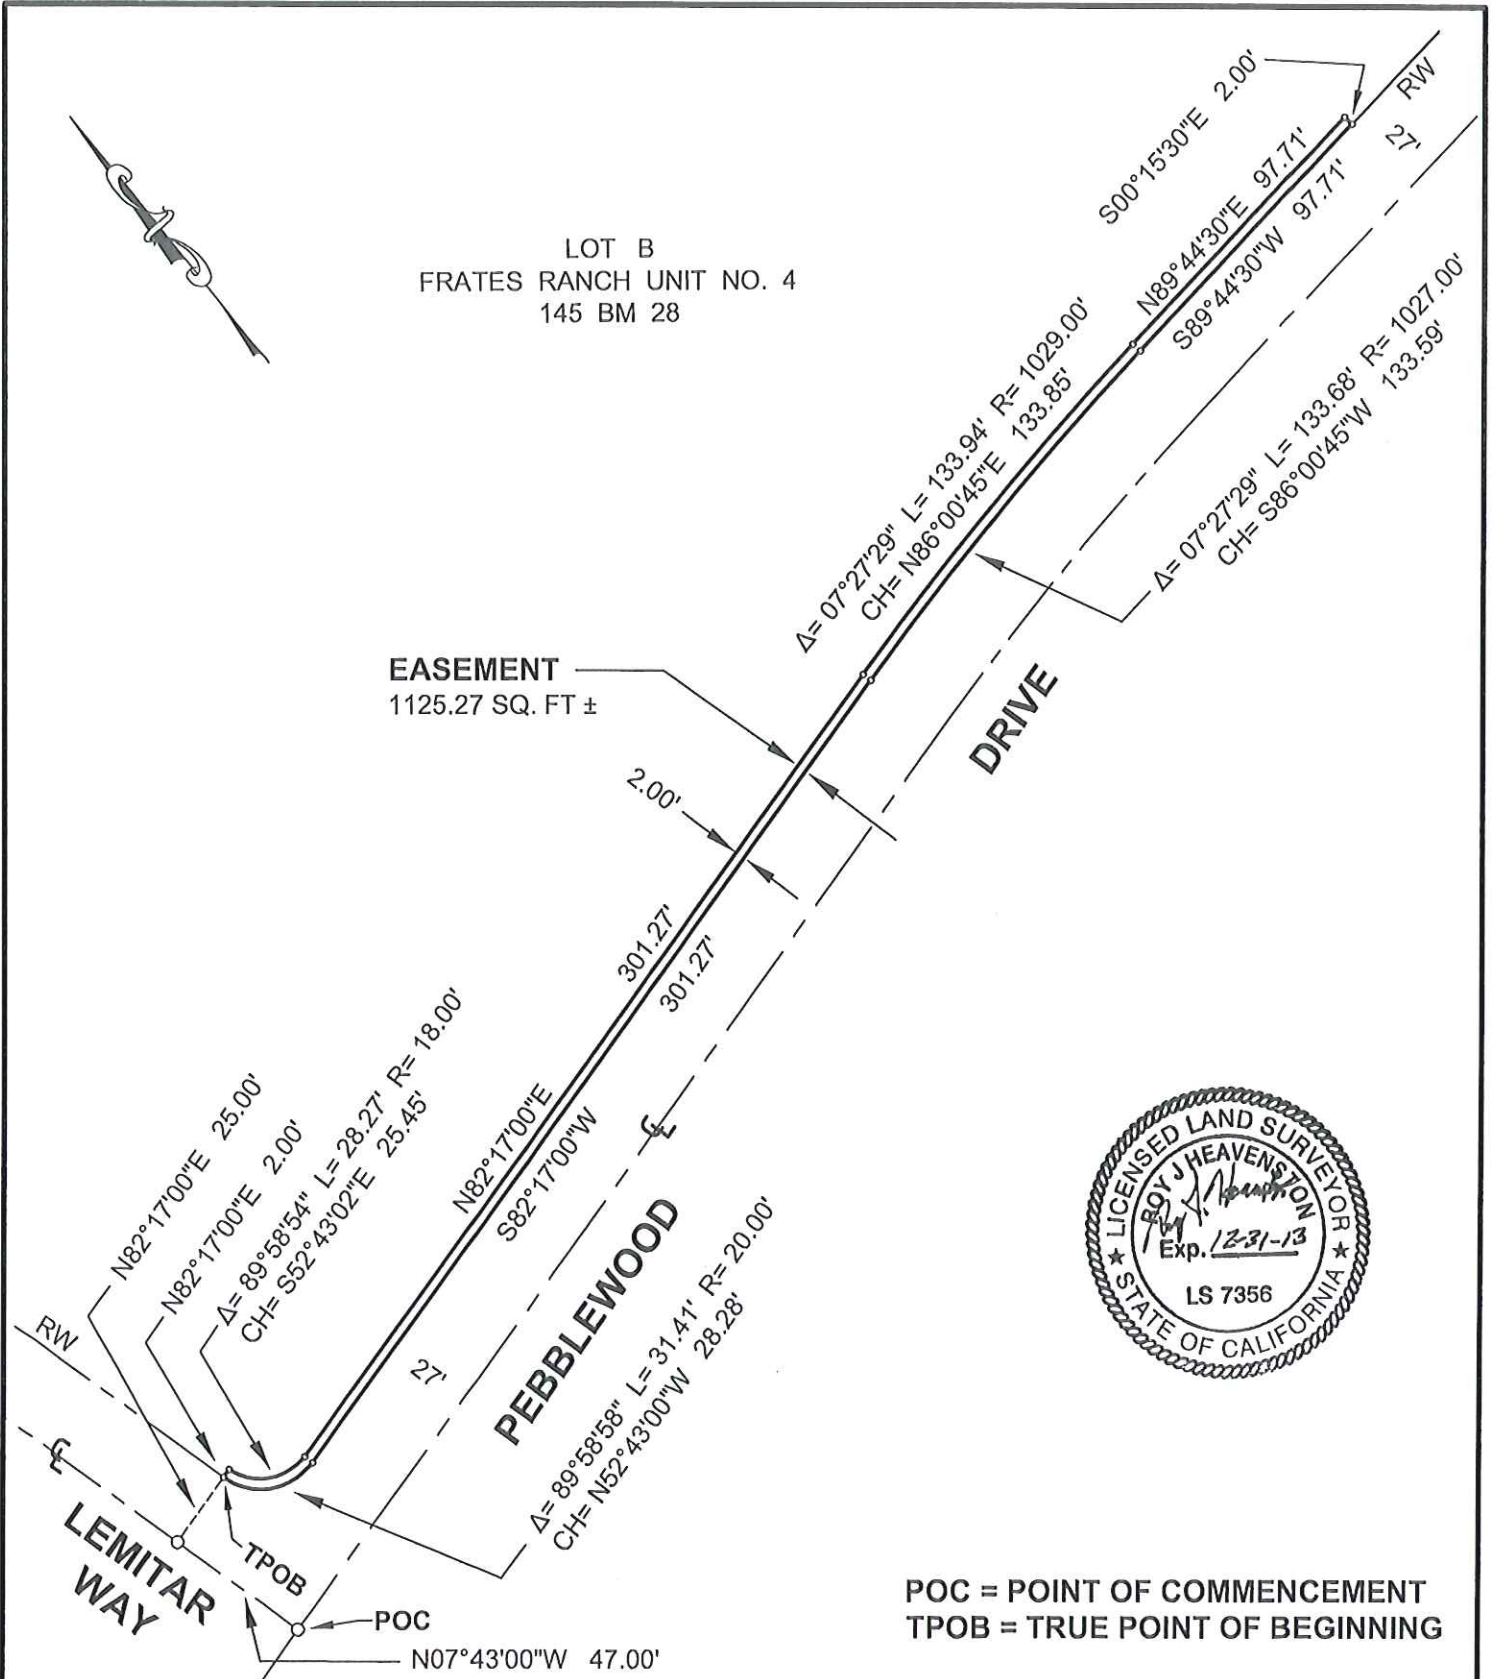 S00°15'30"E 2.00'
RW
27'
N89°44'30"E 97.71'
S89°44'30"W 97.71'
LOT B
FRATES RANCH UNIT NO. 4
145 BM 28
Δ= 07°27'29" L= 133.94' R= 1029.00'
CH= N86°00'45"E 133.85'
Δ= 07°27'29" L= 133.68' R= 1027.00'
CH= S86°00'45"W 133.59'
EASEMENT
1125.27 SQ. FT ±
DRIVE
2.00'
301.27'
301.27'
N82°17'00"E
S82°17'00"W
℄
N82°17'00"E 25.00'
N82°17'00"E 2.00'
Δ= 89°58'54" L= 28.27' R= 18.00'
CH= S52°43'02"E 25.45'
PEBBLEWOOD
27'
RW
Δ= 89°58'58" L= 31.41' R= 20.00'
CH= N52°43'00"W 28.28'
℄
LEMITAR
WAY
TPOB
POC
N07°43'00"W 47.00'
LICENSED LAND SURVEYOR
ROY J HEAVENSTON
Exp. 12-31-13
LS 7356
STATE OF CALIFORNIA
POC = POINT OF COMMENCEMENT
TPOB = TRUE POINT OF BEGINNING